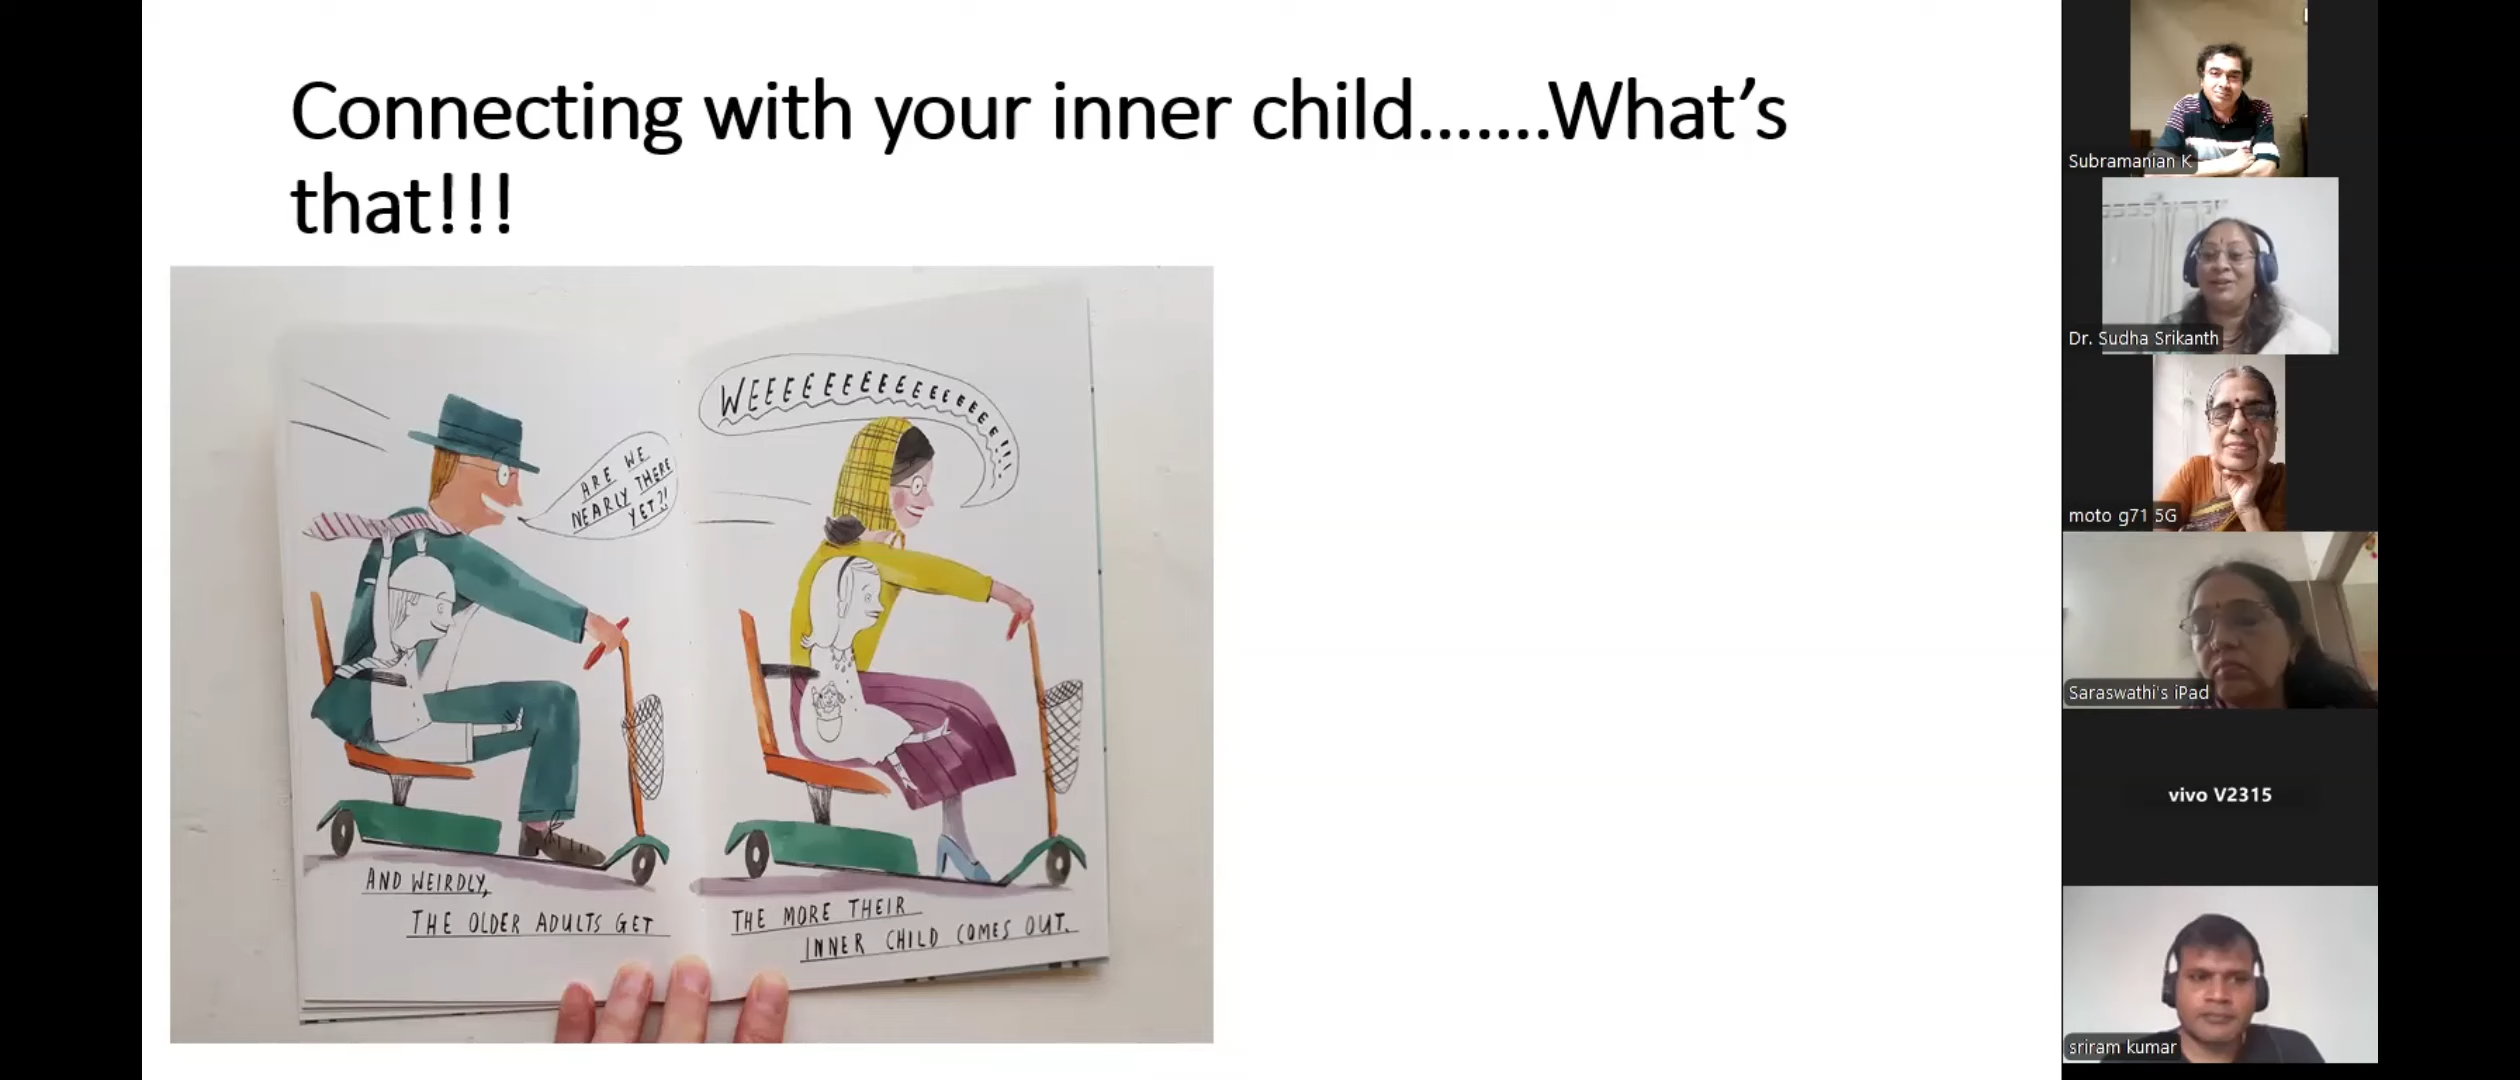 Connecting with your inner child.......What's
that!!!
ARE WE
NEARLY THERE
YET?!
WEEEEEEEEEEEEEEEEEE!!!
AND WEIRDLY,
THE OLDER ADULTS GET
THE MORE THEIR
INNER CHILD COMES OUT.
Subramanian K
Dr. Sudha Srikanth
moto g71 5G
Saraswathi's iPad
vivo V2315
sriram kumar